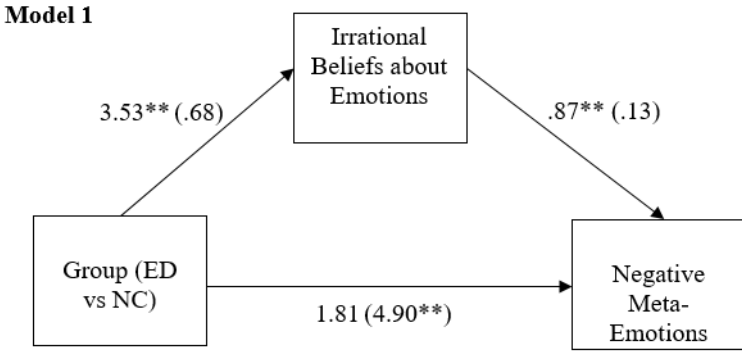 Model 1
Irrational
Beliefs about
Emotions
3.53** (.68)
.87** (.13)
Group (ED
vs NC)
1.81 (4.90**)
Negative
Meta-
Emotions